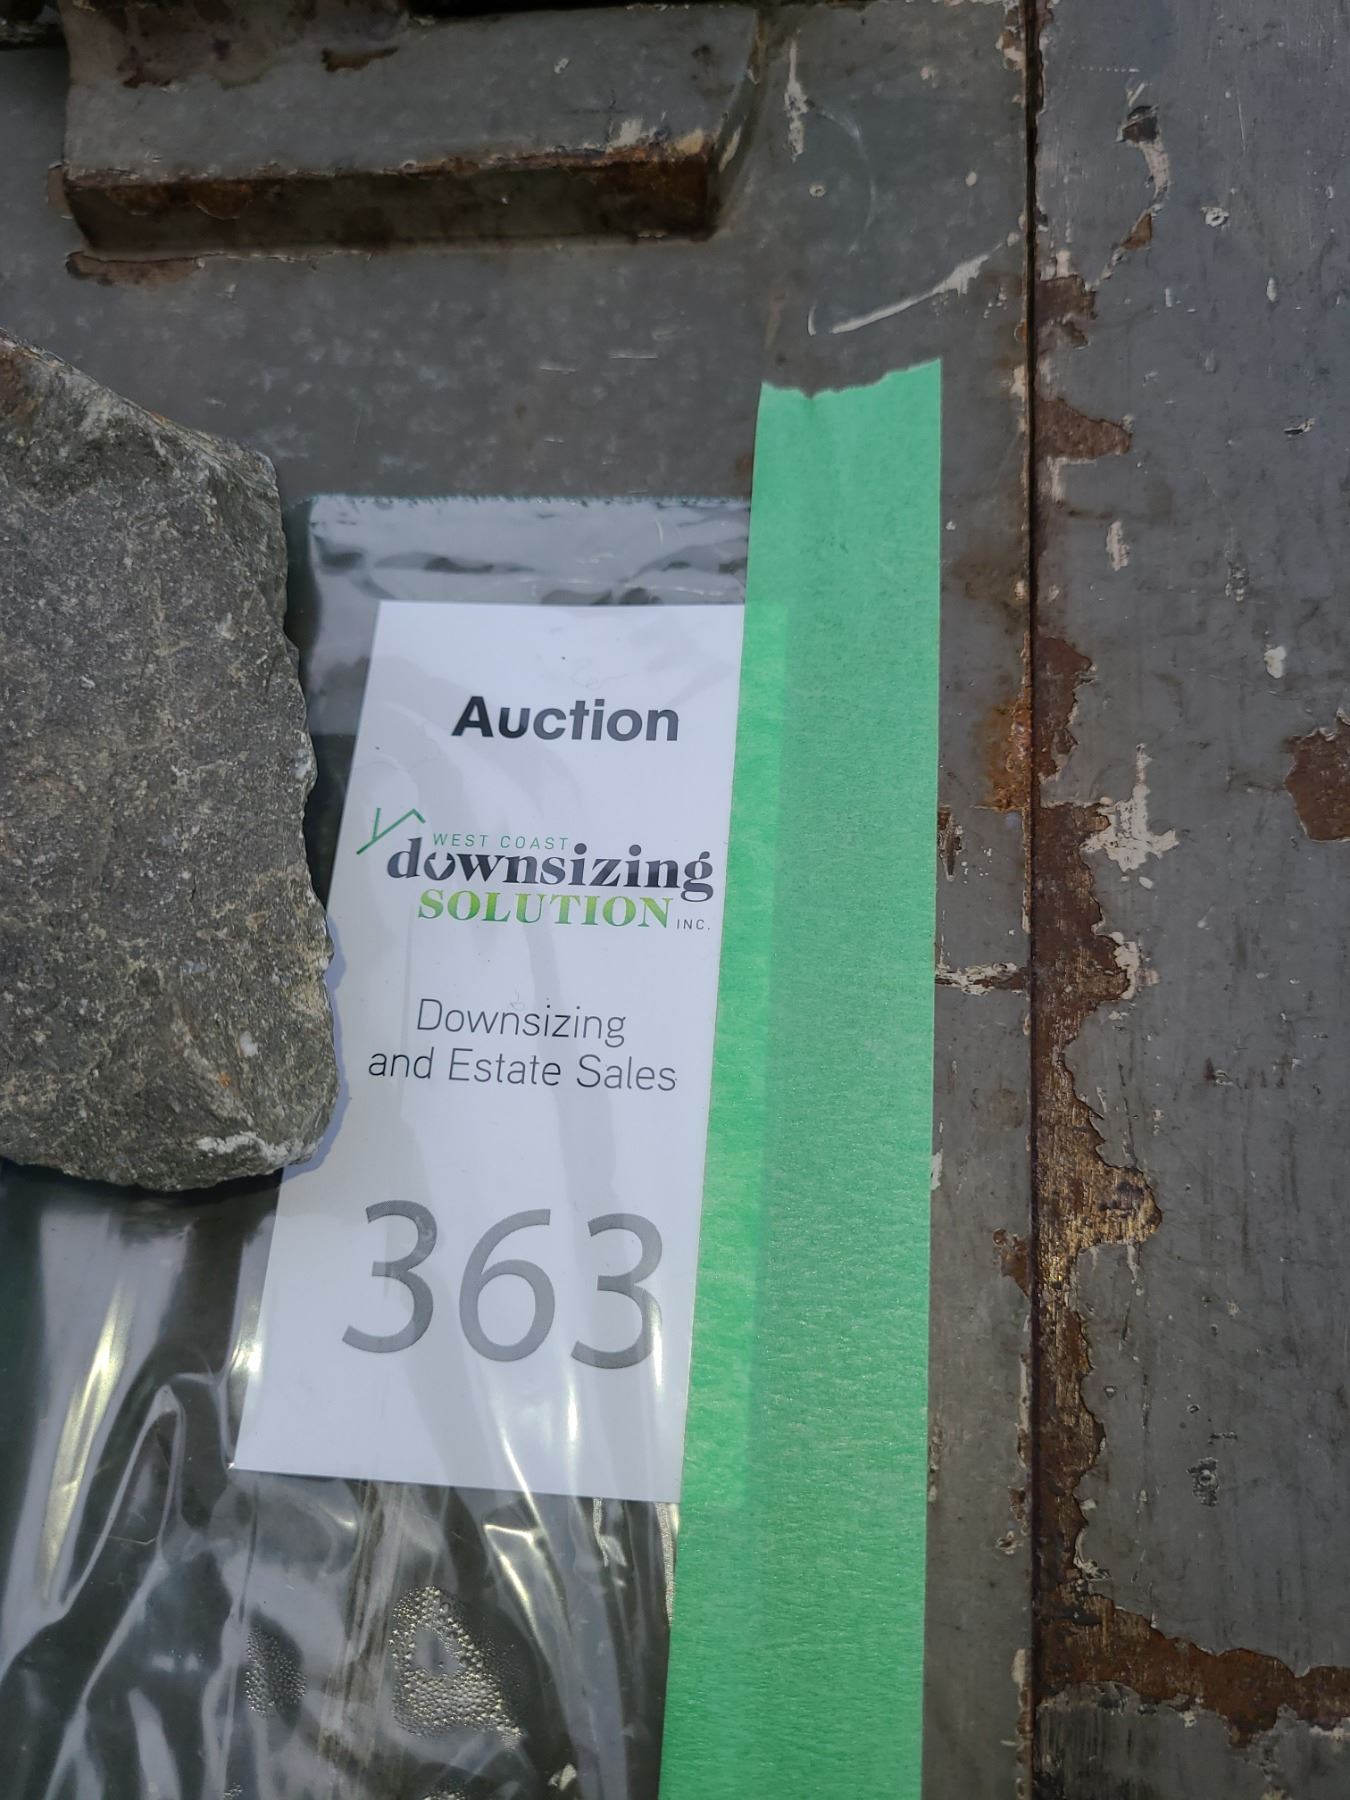 Auction
WEST COAST
downsizing
SOLUTION INC.
Downsizing
and Estate Sales
363